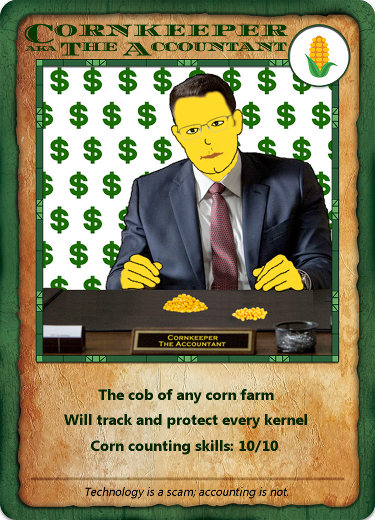 CORNKEEPER
AKA THE ACCOUNTANT
CORNKEEPER
THE ACCOUNTANT
The cob of any corn farm
Will track and protect every kernel
Corn counting skills: 10/10
Technology is a scam; accounting is not.